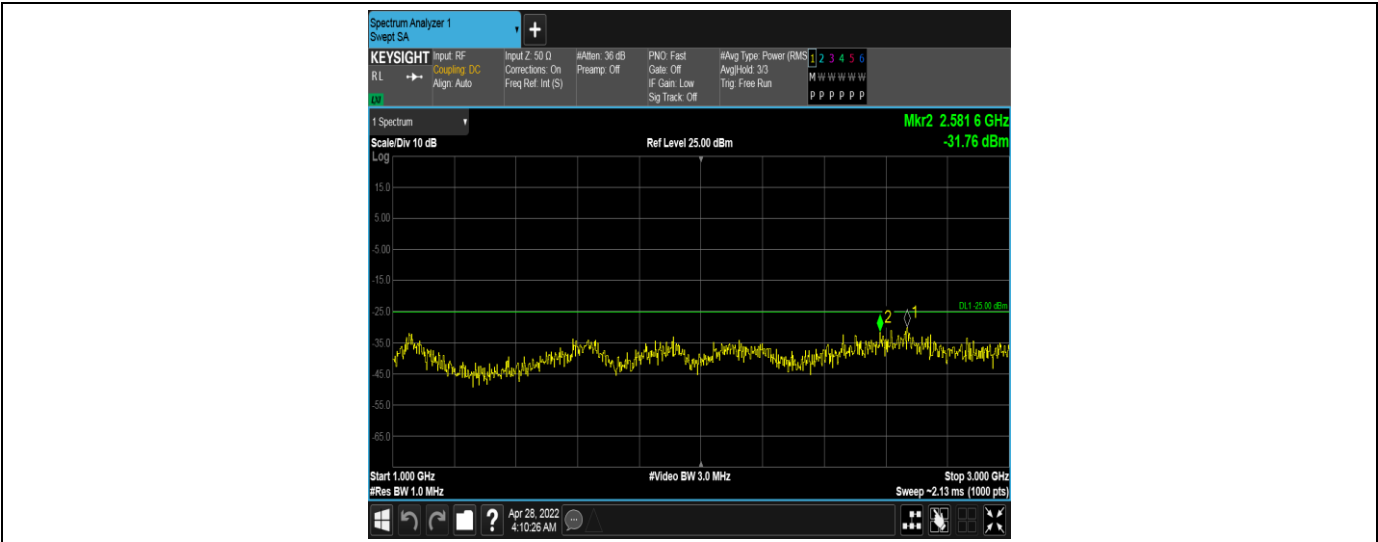 Spectrum Analyzer 1
Swept SA
+
KEYSIGHT Input: RF Input Z: 50 Ω #Atten: 36 dB PNO: Fast #Avg Type: Power (RMS 1 2 3 4 5 6
RL Coupling: DC Corrections: On Preamp: Off Gate: Off Avg|Hold: 3/3 M W W W W W
Align: Auto Freq Ref: Int (S) IF Gain: Low Trig: Free Run
Sig Track: Off P P P P P P
LXI
1 Spectrum Mkr2 2.581 6 GHz
Scale/Div 10 dB Ref Level 25.00 dBm -31.76 dBm
Log
15.0
5.00
-5.00
-15.0
DL1 -25.00 dBm
-25.0
2 1
-35.0
-45.0
-55.0
-65.0
Start 1.000 GHz #Video BW 3.0 MHz Stop 3.000 GHz
#Res BW 1.0 MHz Sweep ~2.13 ms (1000 pts)
? Apr 28, 2022
4:10:26 AM